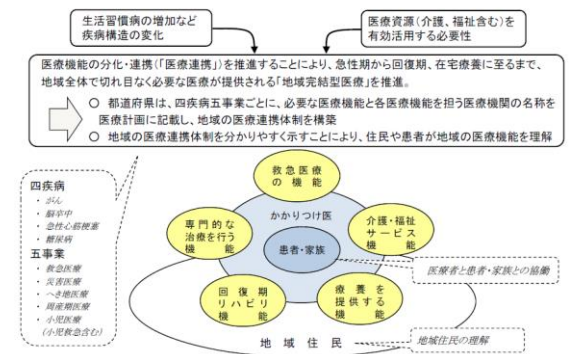 生活習慣病の増加など
疾病構造の変化
医療資源(介護、福祉含む)を
有効活用する必要性
医療機能の分化・連携(「医療連携」)を推進することにより、急性期から回復期、在宅療養に至るまで、
地域全体で切れ目なく必要な医療が提供される「地域完結型医療」を推進。
○ 都道府県は、四疾病五事業ごとに、必要な医療機能と各医療機能を担う医療機関の名称を
医療計画に記載し、地域の医療連携体制を構築
○ 地域の医療連携体制を分かりやすく示すことにより、住民や患者が地域の医療機能を理解
四疾病
・ がん
・ 脳卒中
・ 急性心筋梗塞
・ 糖尿病
五事業
・ 救急医療
・ 災害医療
・ へき地医療
・ 周産期医療
・ 小児医療
(小児救急含む)
救急医療
の機能
かかりつけ医
専門的な
治療を行う
機能
介護・福祉
サービス
機能
患者・家族
回復期
リハビリ
機能
療養を
提供する
機能
医療者と患者・家族との協働
地域住民
地域住民の理解